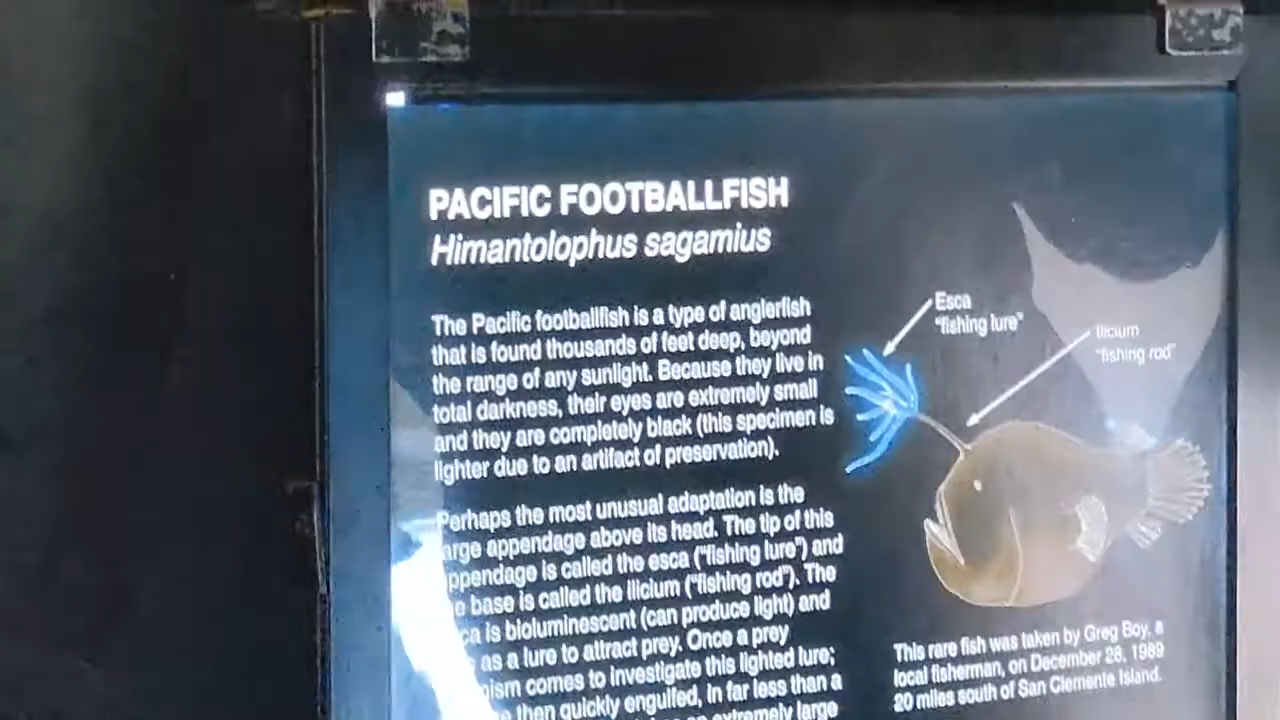 PACIFIC FOOTBALLFISH
Himantolophus sagamius
The Pacific footballfish is a type of anglerfish
that is found thousands of feet deep, beyond
the range of any sunlight. Because they live in
total darkness, their eyes are extremely small
and they are completely black (this specimen is
lighter due to an artifact of preservation).
Perhaps the most unusual adaptation is the
arge appendage above its head. The tip of this
ppendage is called the esca ("fishing lure") and
base is called the ilicium ("fishing rod"). The
is bioluminescent (can produce light) and
as a lure to attract prey. Once a prey
comes to investigate this lighted lure;
then quickly engulfed, in far less than a
extremely large
Esca
"fishing lure"
Ilicium
"fishing rod"
This rare fish was taken by Greg Boy, a
local fisherman, on December 28, 1989
20 miles south of San Clemente Island.